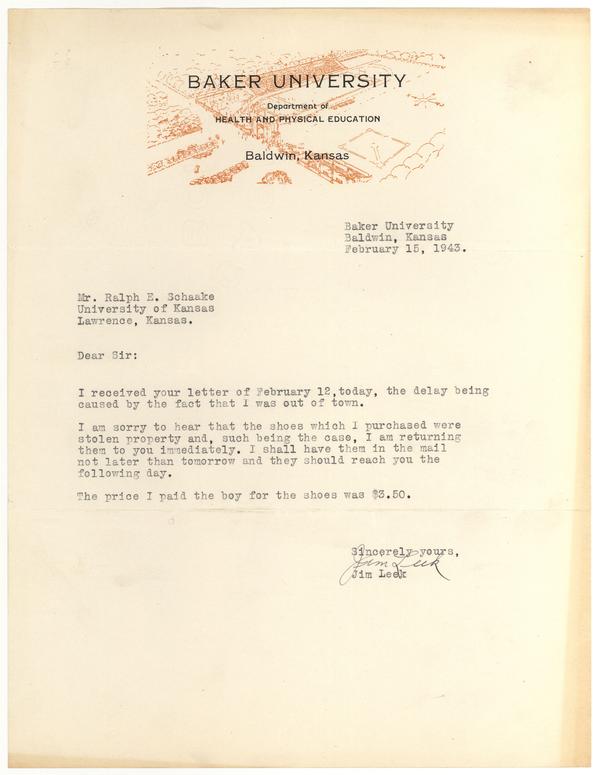 BAKER UNIVERSITY
Department of
HEALTH AND PHYSICAL EDUCATION
Baldwin, Kansas
Baker University
Baldwin, Kansas
February 15, 1943.
Mr. Ralph E. Schaake
University of Kansas
Lawrence, Kansas.
Dear Sir:
I received your letter of February 12,today, the delay being
caused by the fact that I was out of town.
I am sorry to hear that the shoes which I purchased were
stolen property and, such being the case, I am returning
them to you immediately. I shall have them in the mail
not later than tomorrow and they should reach you the
following day.
The price I paid the boy for the shoes was $3.50.
Sincerely yours,
Jim Leek
Jim Leek